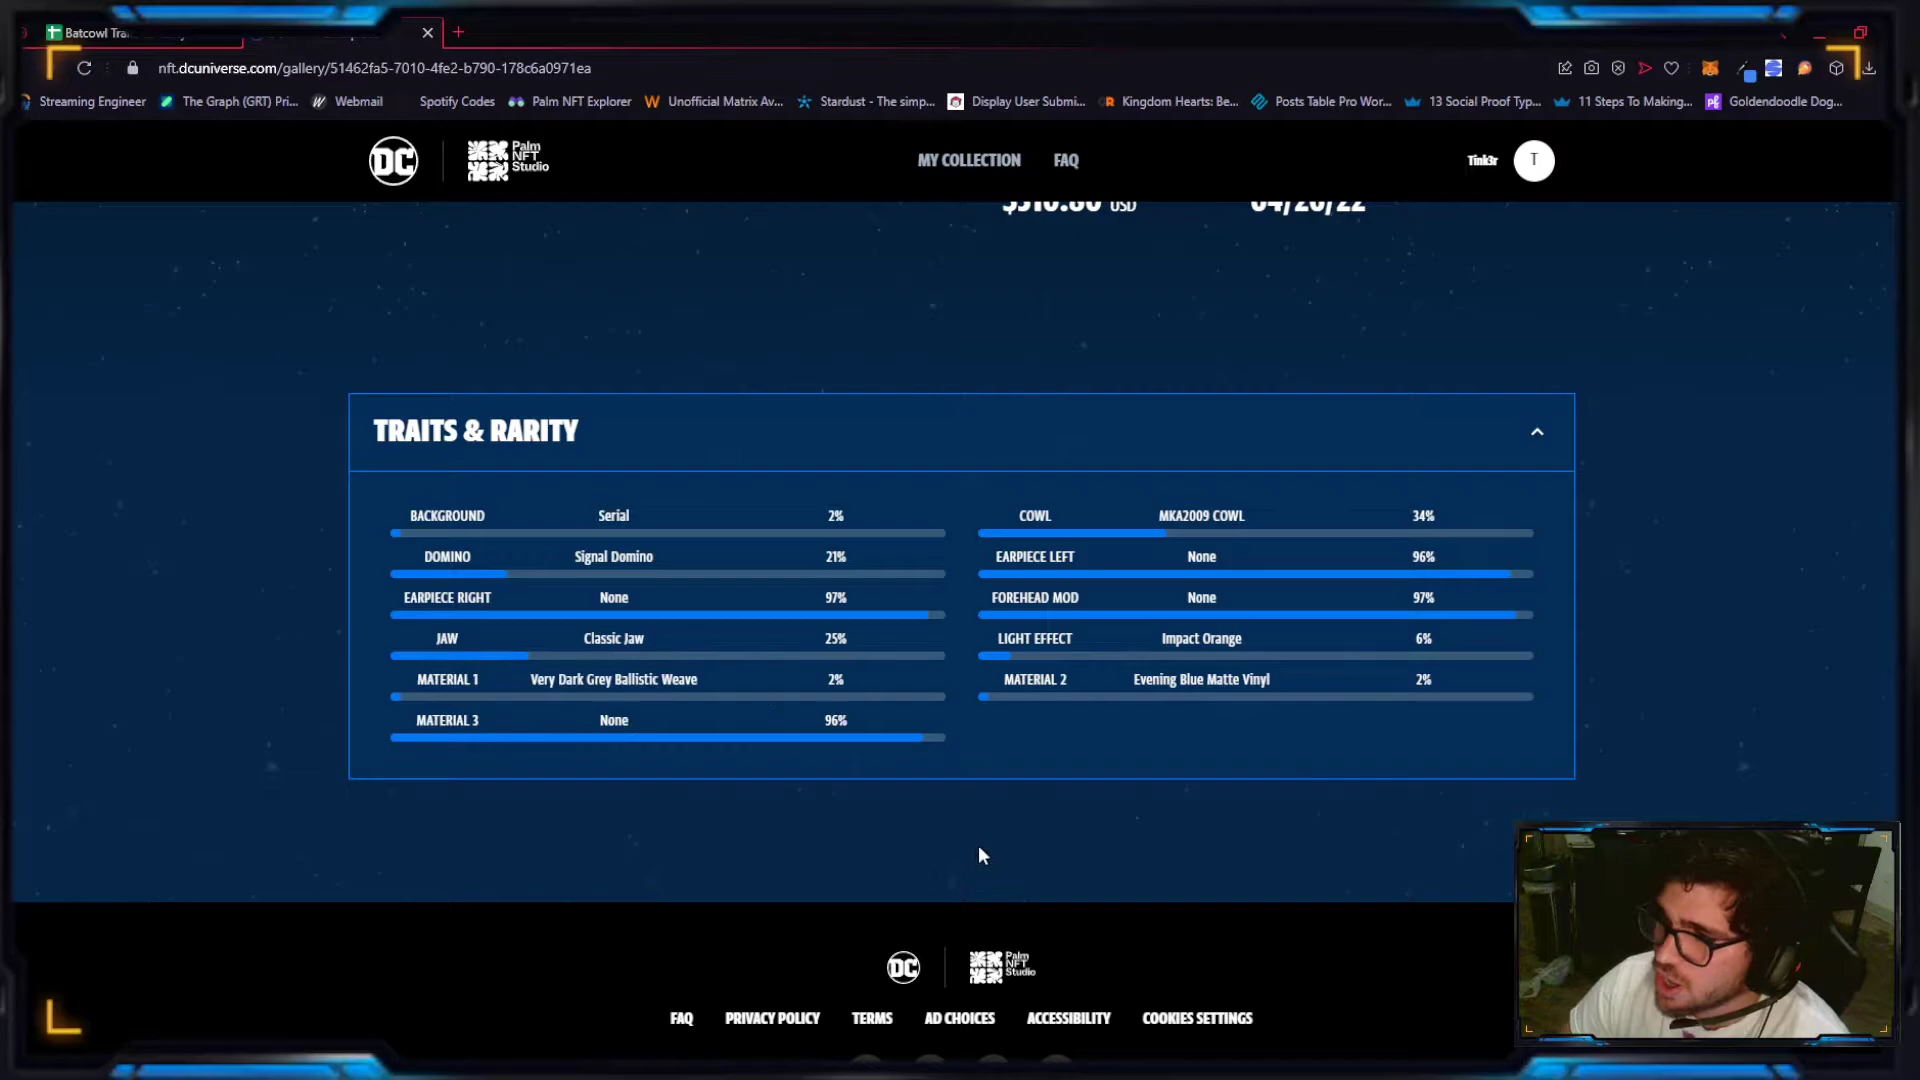 Batcowl Tra
nft.dcuniverse.com/gallery/51462fa5-7010-4fe2-b790-178c6a0971ea
Streaming Engineer The Graph (GRT) Pri... Webmail Spotify Codes Palm NFT Explorer Unofficial Matrix Av... Stardust - The simp... Display User Submi... Kingdom Hearts: Be... Posts Table Pro Wor... 13 Social Proof Typ... 11 Steps To Making... Goldendoodle Dog...
DC Palm NFT Studio MY COLLECTION FAQ Tink3r T
USD
TRAITS & RARITY
BACKGROUND Serial 2% COWL MKA2009 COWL 34%
DOMINO Signal Domino 21% EARPIECE LEFT None 96%
EARPIECE RIGHT None 97% FOREHEAD MOD None 97%
JAW Classic Jaw 25% LIGHT EFFECT Impact Orange 6%
MATERIAL 1 Very Dark Grey Ballistic Weave 2% MATERIAL 2 Evening Blue Matte Vinyl 2%
MATERIAL 3 None 96%
DC Palm NFT Studio
FAQ PRIVACY POLICY TERMS AD CHOICES ACCESSIBILITY COOKIES SETTINGS